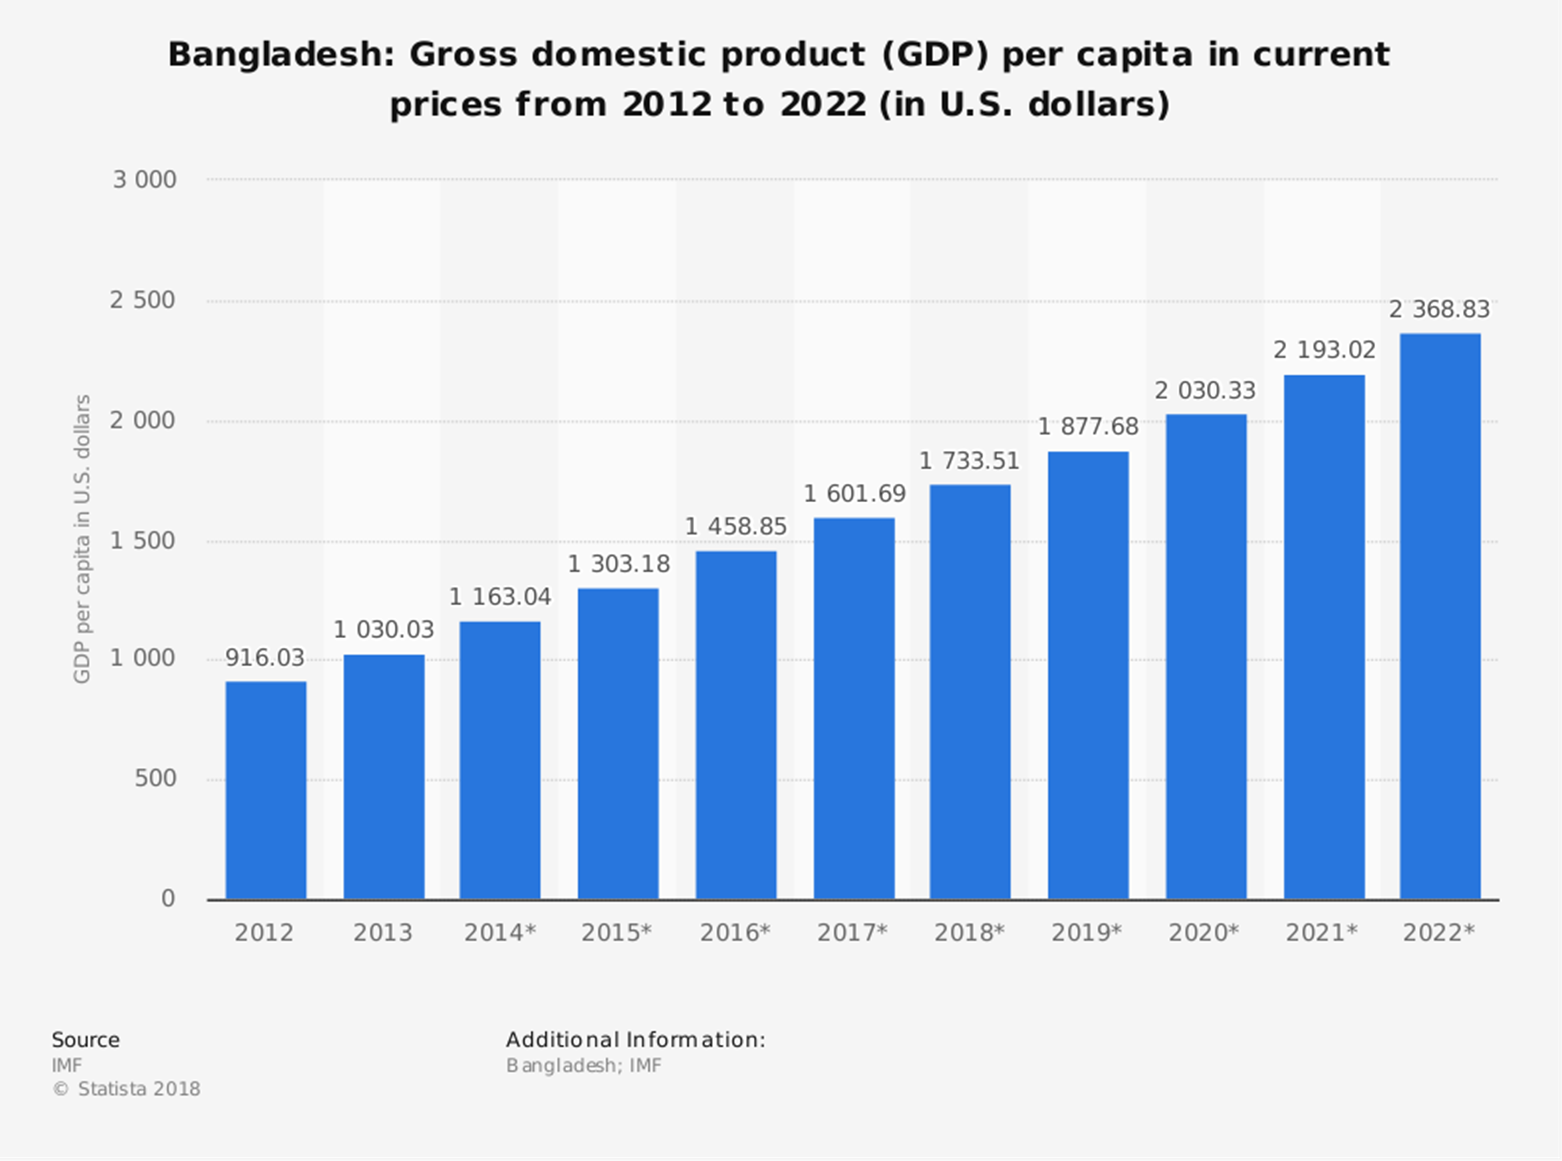 Bangladesh: Gross domestic product (GDP) per capita in current
prices from 2012 to 2022 (in U.S. dollars)
GDP per capita in U.S. dollars
3 000
2 500
2 000
1 500
1 000
500
0
916.03
1 030.03
1 163.04
1 303.18
1 458.85
1 601.69
1 733.51
1 877.68
2 030.33
2 193.02
2 368.83
2012 2013 2014* 2015* 2016* 2017* 2018* 2019* 2020* 2021* 2022*
Source
IMF
© Statista 2018
Additional Information:
Bangladesh; IMF